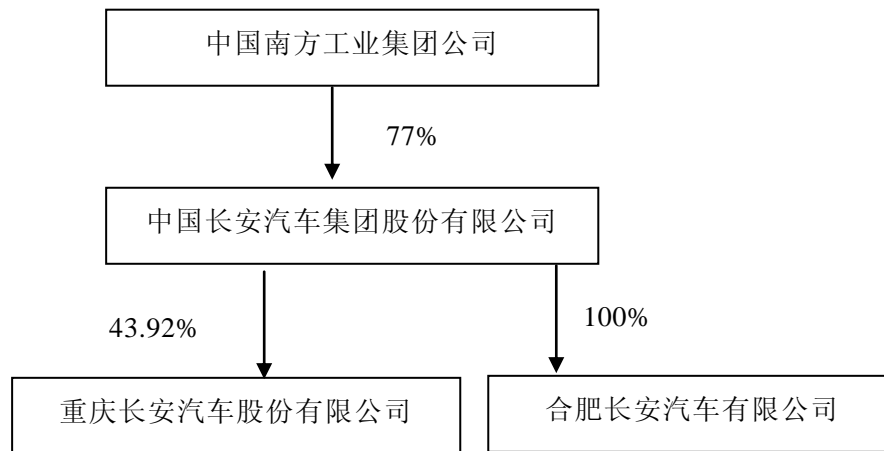 中国南方工业集团公司
77%
中国长安汽车集团股份有限公司
43.92%
100%
重庆长安汽车股份有限公司
合肥长安汽车有限公司